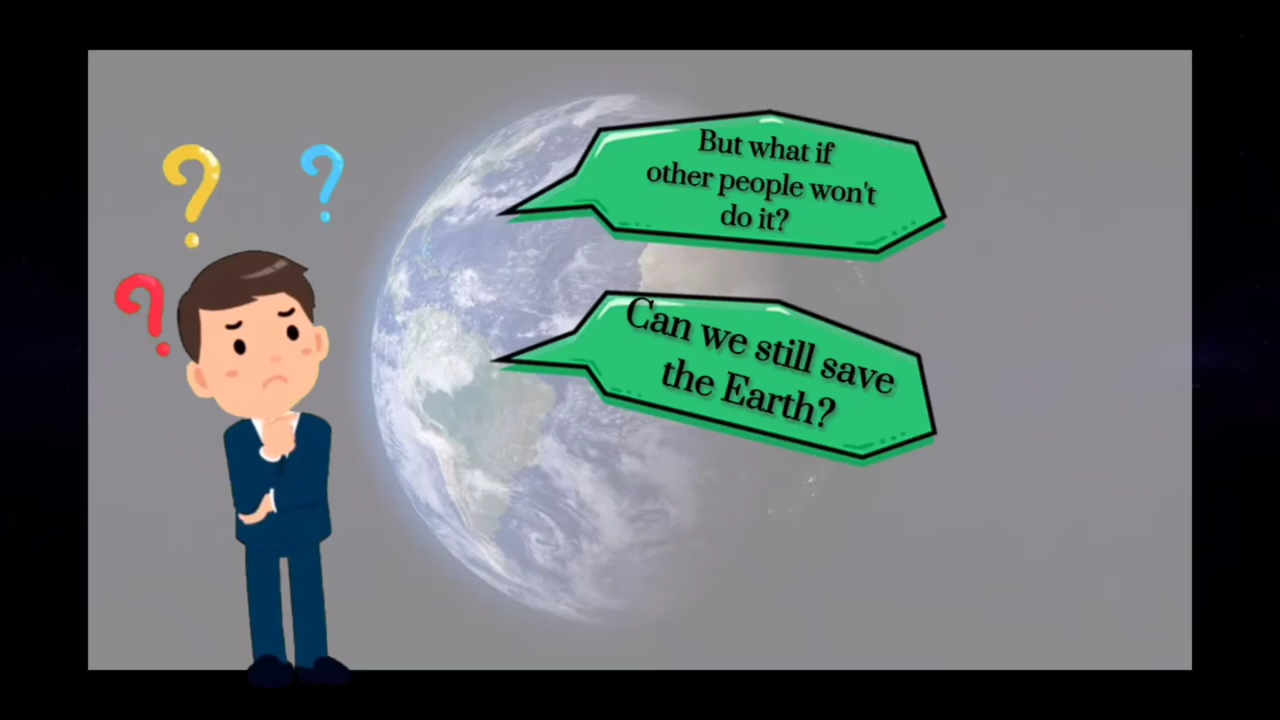 But what if
other people won't
do it?
Can we still save
the Earth?